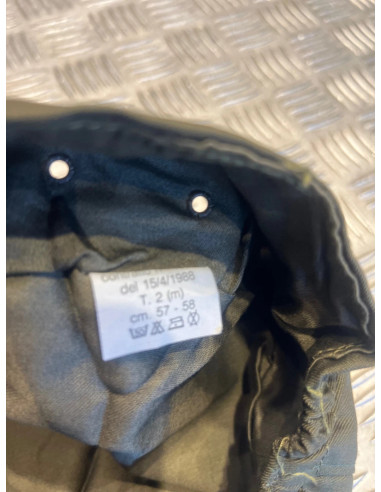 del 15/4/1988
T. 2 (m)
cm. 57 - 58